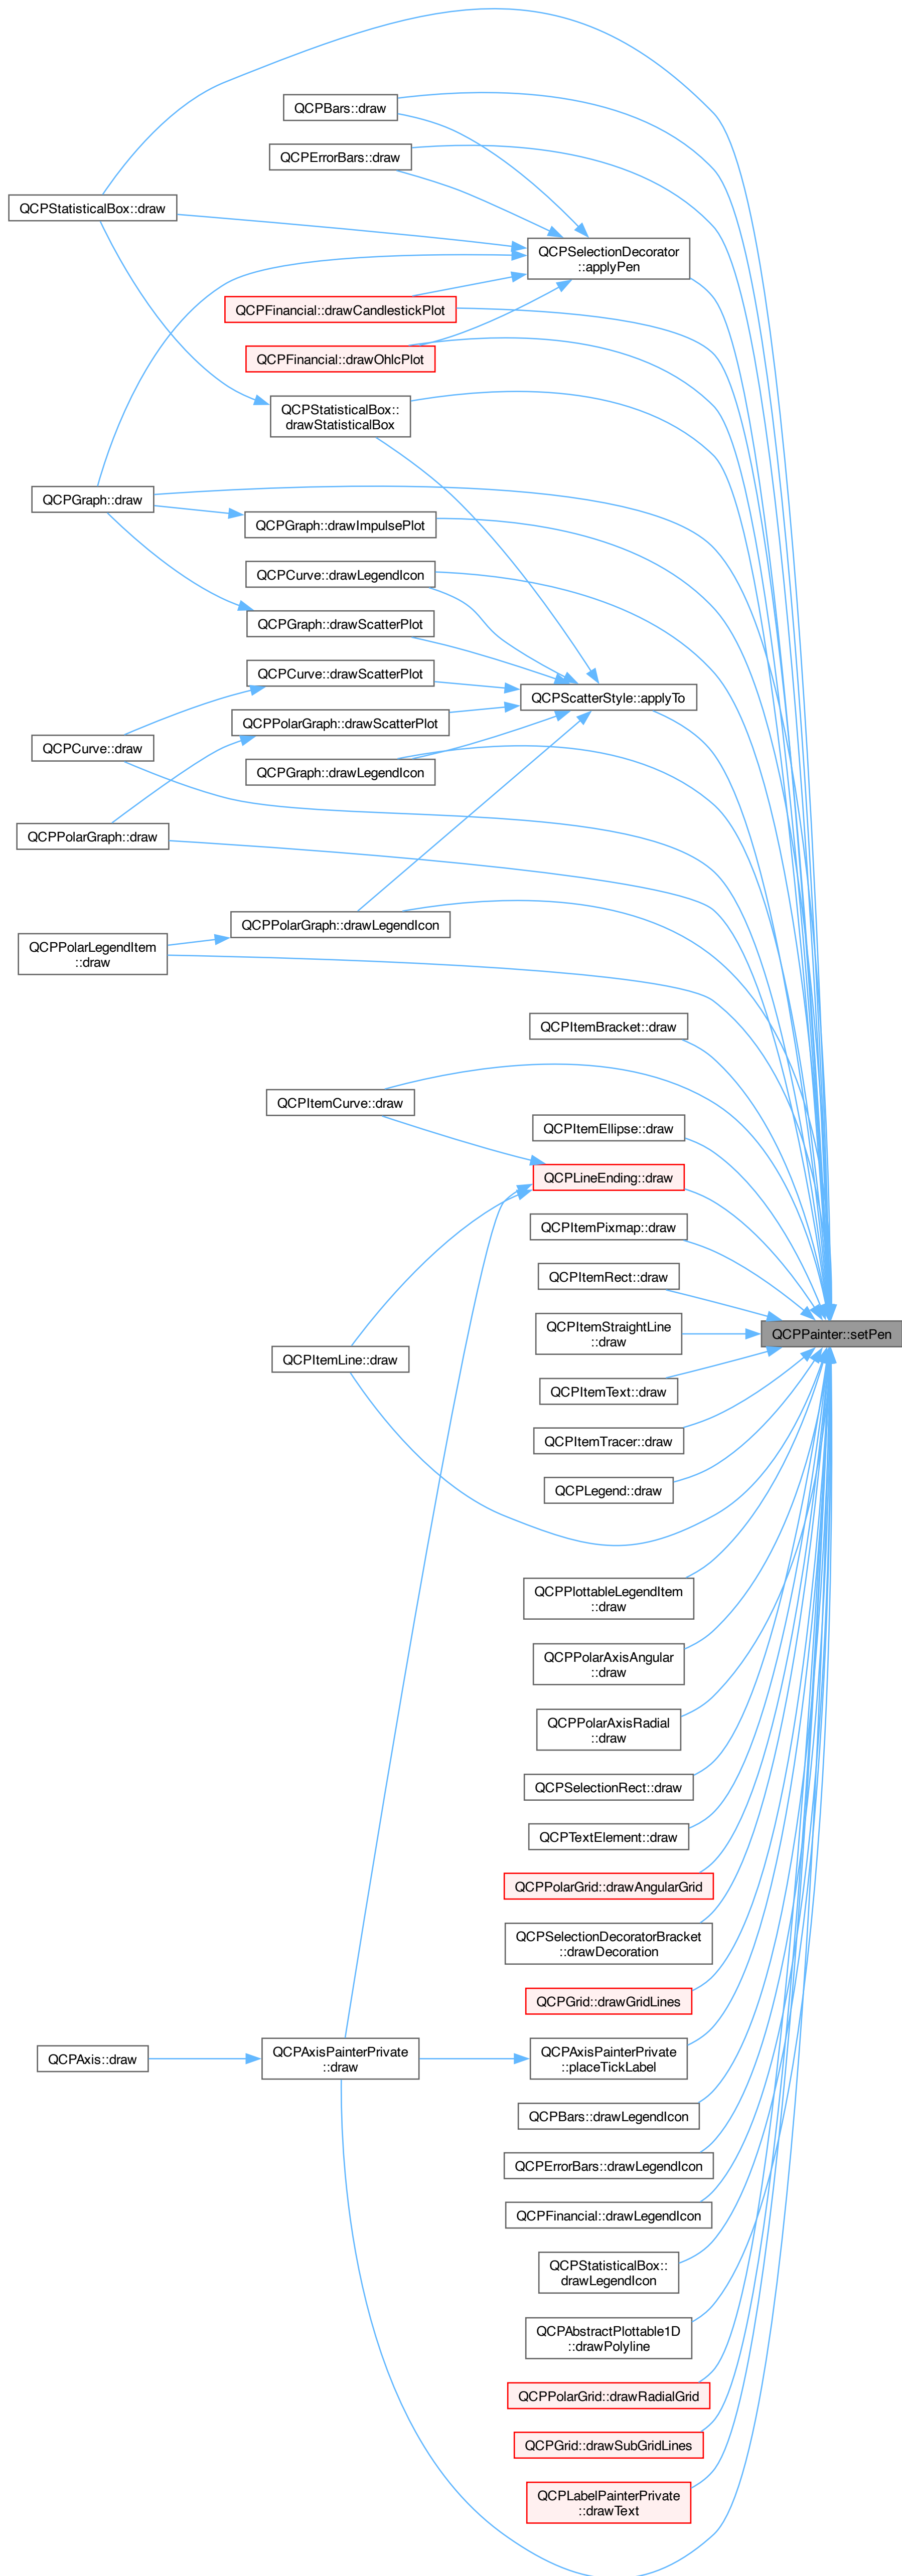 QCPBars::draw
QCPErrorBars::draw
QCPStatisticalBox::draw
QCPSelectionDecorator
::applyPen
QCPFinancial::drawCandlestickPlot
QCPFinancial::drawOhlcPlot
QCPStatisticalBox::
drawStatisticalBox
QCPGraph::draw
QCPGraph::drawImpulsePlot
QCPCurve::drawLegendIcon
QCPGraph::drawScatterPlot
QCPCurve::drawScatterPlot
QCPScatterStyle::applyTo
QCPPolarGraph::drawScatterPlot
QCPCurve::draw
QCPGraph::drawLegendIcon
QCPPolarGraph::draw
QCPPolarGraph::drawLegendIcon
QCPPolarLegendItem
::draw
QCPItemBracket::draw
QCPItemCurve::draw
QCPItemEllipse::draw
QCPLineEnding::draw
QCPItemPixmap::draw
QCPItemRect::draw
QCPItemStraightLine
::draw
QCPPainter::setPen
QCPItemLine::draw
QCPItemText::draw
QCPItemTracer::draw
QCPLegend::draw
QCPPlottableLegendItem
::draw
QCPPolarAxisAngular
::draw
QCPPolarAxisRadial
::draw
QCPSelectionRect::draw
QCPTextElement::draw
QCPPolarGrid::drawAngularGrid
QCPSelectionDecoratorBracket
::drawDecoration
QCPGrid::drawGridLines
QCPAxis::draw
QCPAxisPainterPrivate
::draw
QCPAxisPainterPrivate
::placeTickLabel
QCPBars::drawLegendIcon
QCPErrorBars::drawLegendIcon
QCPFinancial::drawLegendIcon
QCPStatisticalBox::
drawLegendIcon
QCPAbstractPlottable1D
::drawPolyline
QCPPolarGrid::drawRadialGrid
QCPGrid::drawSubGridLines
QCPLabelPainterPrivate
::drawText